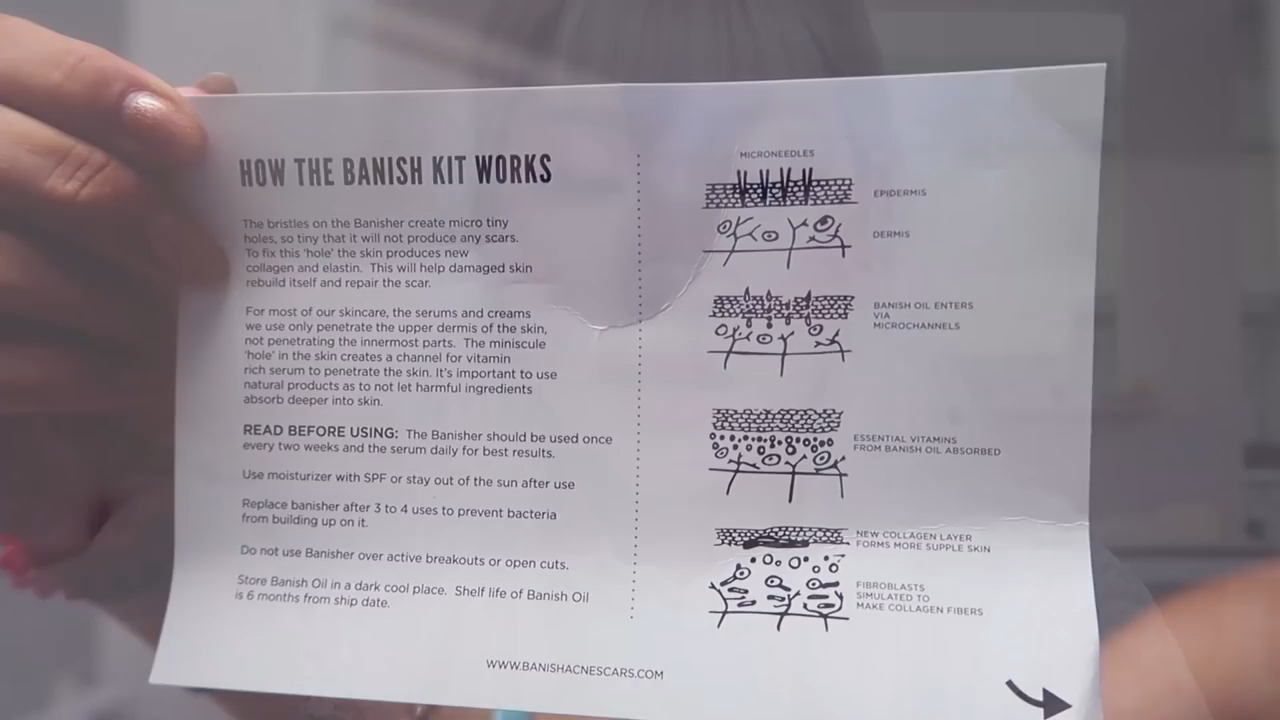 HOW THE BANISH KIT WORKS
The bristles on the Banisher create micro tiny
holes, so tiny that it will not produce any scars.
To fix this 'hole' the skin produces new
collagen and elastin. This will help damaged skin
rebuild itself and repair the scar.
For most of our skincare, the serums and creams
we use only penetrate the upper dermis of the skin,
not penetrating the innermost parts. The miniscule
'hole' in the skin creates a channel for vitamin
rich serum to penetrate the skin. It's important to use
natural products as to not let harmful ingredients
absorb deeper into skin.
READ BEFORE USING: The Banisher should be used once
every two weeks and the serum daily for best results.
Use moisturizer with SPF or stay out of the sun after use
Replace banisher after 3 to 4 uses to prevent bacteria
from building up on it.
Do not use Banisher over active breakouts or open cuts.
Store Banish Oil in a dark cool place. Shelf life of Banish Oil
is 6 months from ship date.
MICRONEEDLES
EPIDERMIS
DERMIS
BANISH OIL ENTERS
VIA
MICROCHANNELS
ESSENTIAL VITAMINS
FROM BANISH OIL ABSORBED
NEW COLLAGEN LAYER
FORMS MORE SUPPLE SKIN
FIBROBLASTS
SIMULATED TO
MAKE COLLAGEN FIBERS
WWW.BANISHACNESCARS.COM